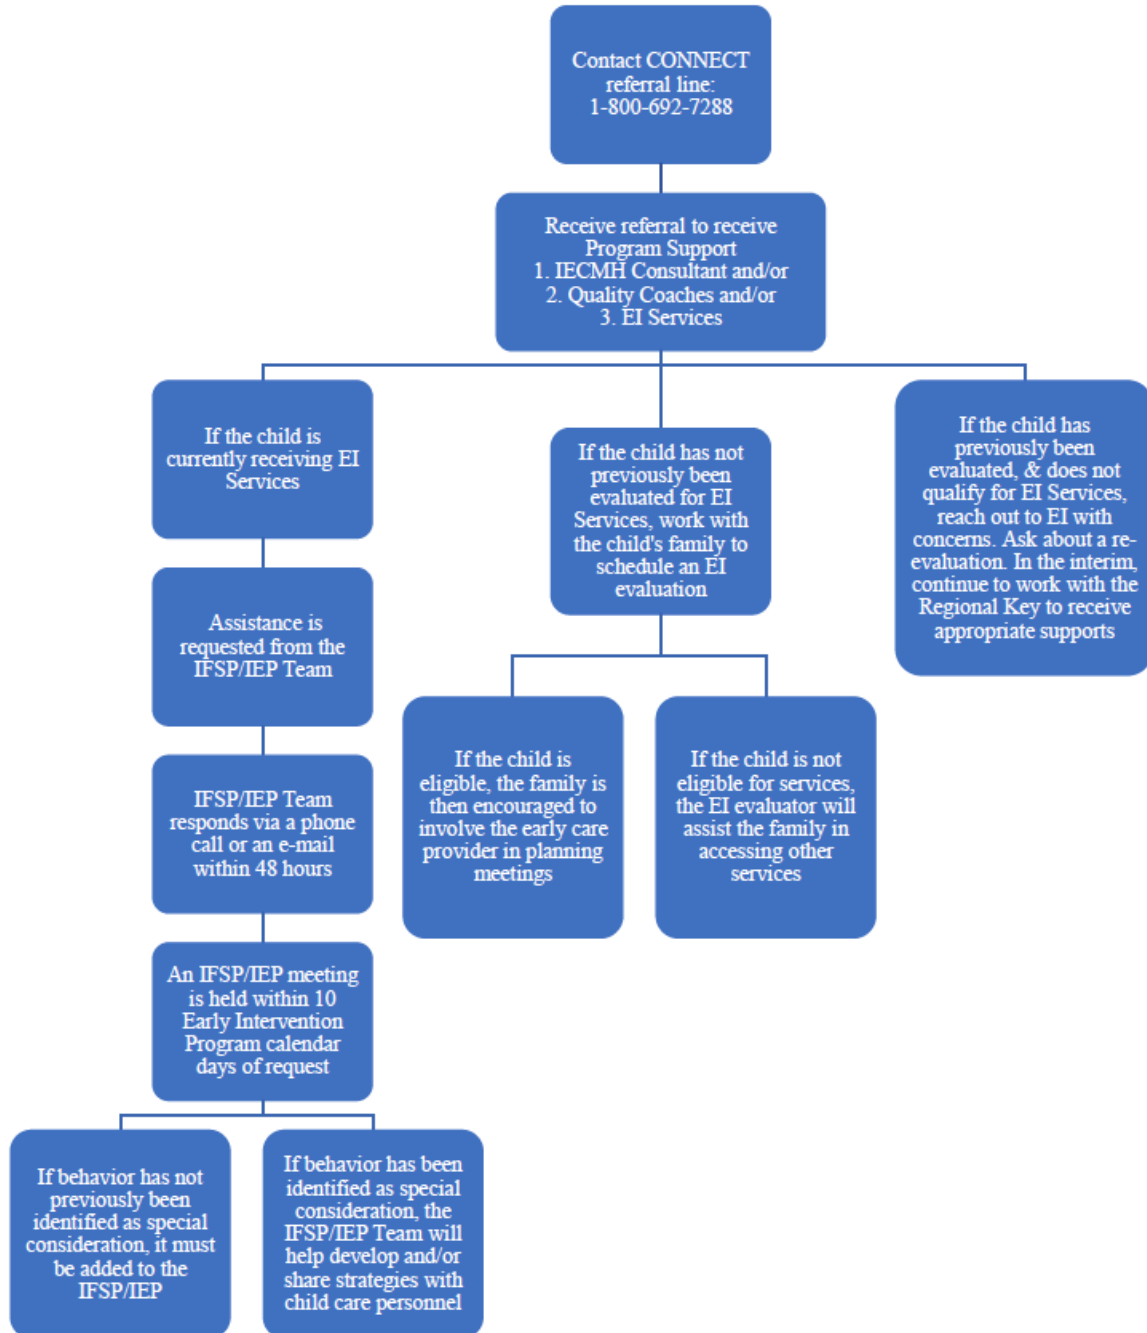 Contact CONNECT
referral line:
1-800-692-7288
Receive referral to receive
Program Support
1. IECMH Consultant and/or
2. Quality Coaches and/or
3. EI Services
If the child is
currently receiving EI
Services
Assistance is
requested from the
IFSP/IEP Team
IFSP/IEP Team
responds via a phone
call or an e-mail
within 48 hours
An IFSP/IEP meeting
is held within 10
Early Intervention
Program calendar
days of request
If behavior has not
previously been
identified as special
consideration, it must
be added to the
IFSP/IEP
If behavior has been
identified as special
consideration, the
IFSP/IEP Team will
help develop and/or
share strategies with
child care personnel
If the child has not
previously been
evaluated for EI
Services, work with
the child's family to
schedule an EI
evaluation
If the child is
eligible, the family is
then encouraged to
involve the early care
provider in planning
meetings
If the child is not
eligible for services,
the EI evaluator will
assist the family in
accessing other
services
If the child has
previously been
evaluated, & does not
qualify for EI Services,
reach out to EI with
concerns. Ask about a re-
evaluation. In the interim,
continue to work with the
Regional Key to receive
appropriate supports